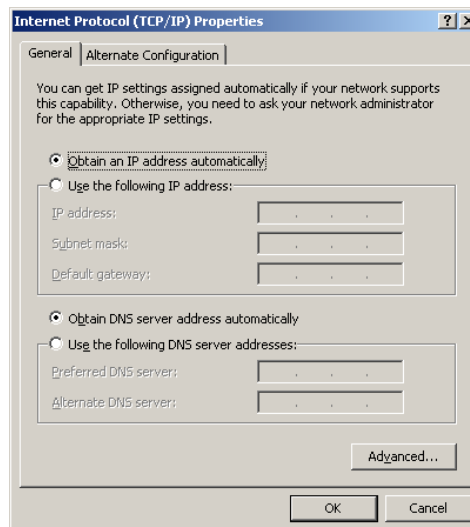 Internet Protocol (TCP/IP) Properties
General
Alternate Configuration
You can get IP settings assigned automatically if your network supports
this capability. Otherwise, you need to ask your network administrator
for the appropriate IP settings.
Obtain an IP address automatically
Use the following IP address:
IP address:
Subnet mask:
Default gateway:
Obtain DNS server address automatically
Use the following DNS server addresses:
Preferred DNS server:
Alternate DNS server:
Advanced...
OK
Cancel